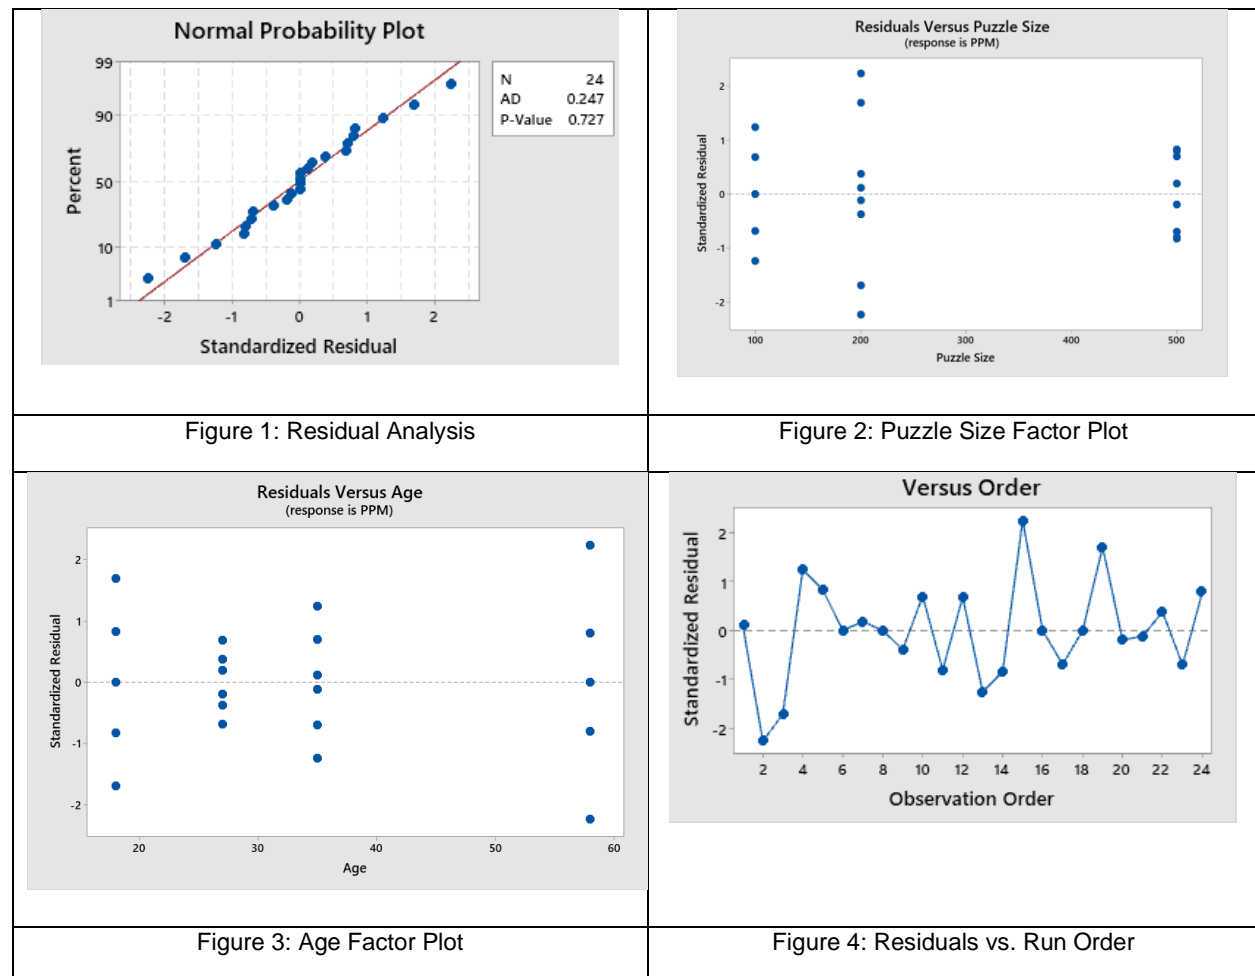 Normal Probability Plot
99
90
50
10
1
Percent
-2 -1 0 1 2
Standardized Residual
N 24
AD 0.247
P-Value 0.727
Figure 1: Residual Analysis
Residuals Versus Puzzle Size
(response is PPM)
2
1
0
-1
-2
Standardized Residual
100 200 300 400 500
Puzzle Size
Figure 2: Puzzle Size Factor Plot
Residuals Versus Age
(response is PPM)
2
1
0
-1
-2
Standardized Residual
20 30 40 50 60
Age
Figure 3: Age Factor Plot
Versus Order
2
1
0
-1
-2
Standardized Residual
2 4 6 8 10 12 14 16 18 20 22 24
Observation Order
Figure 4: Residuals vs. Run Order